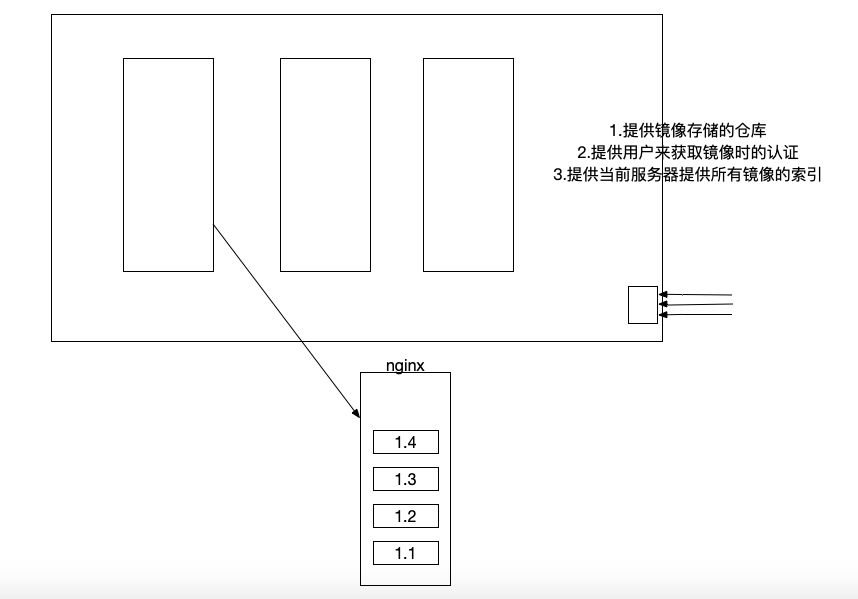 1.提供镜像存储的仓库
2.提供用户来获取镜像时的认证
3.提供当前服务器提供所有镜像的索引
nginx
1.4
1.3
1.2
1.1